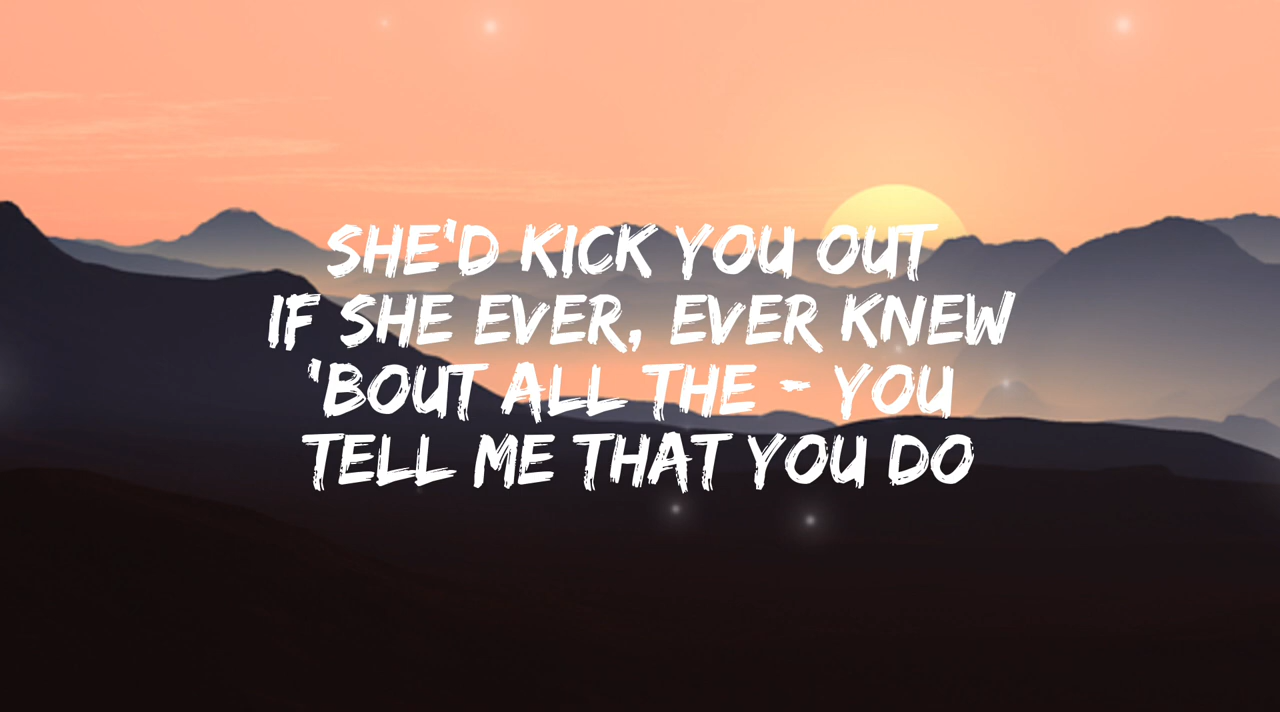 SHE'D KICK YOU OUT
IF SHE EVER, EVER KNEW
'BOUT ALL THE - YOU
TELL ME THAT YOU DO